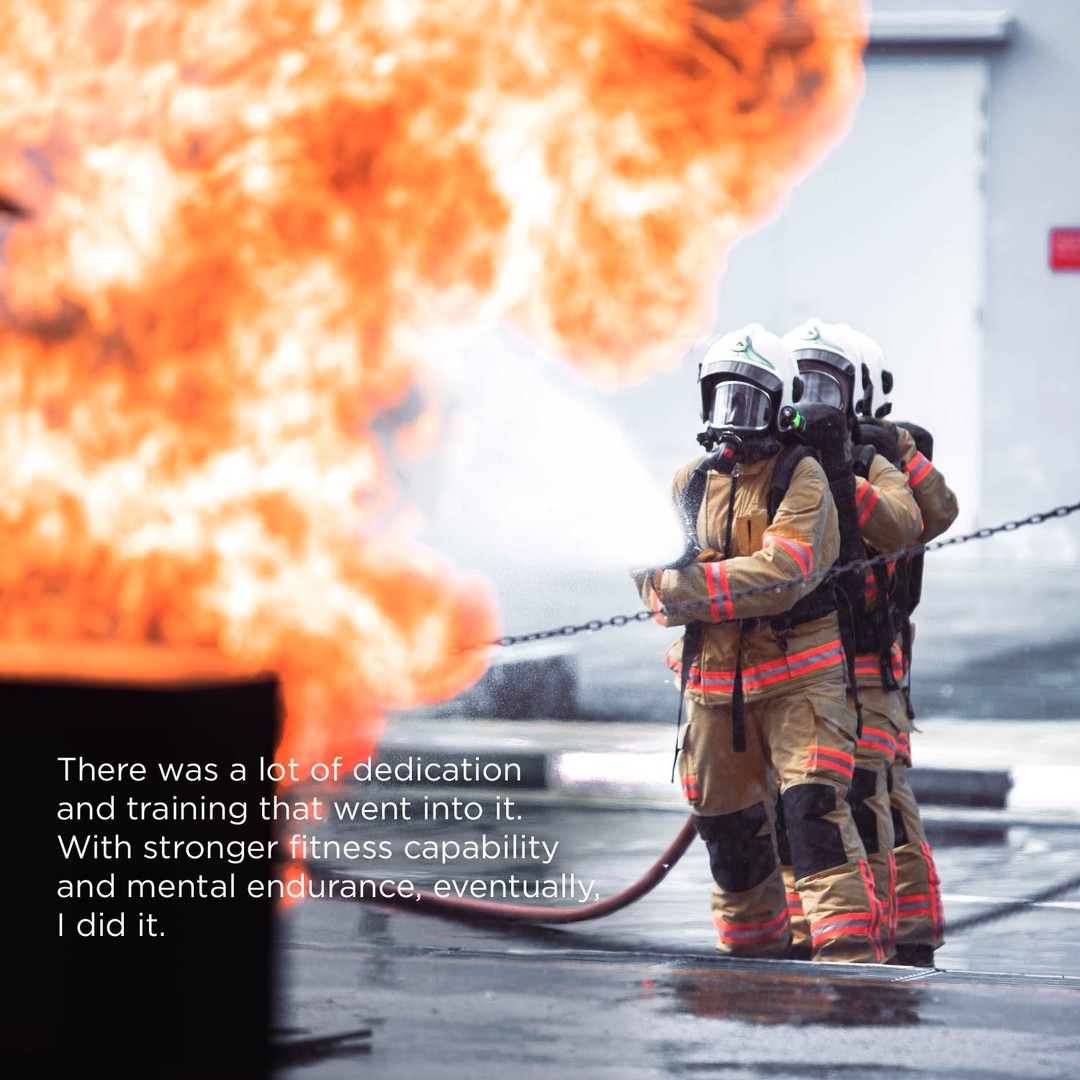 There was a lot of dedication
and training that went into it.
With stronger fitness capability
and mental endurance, eventually,
I did it.